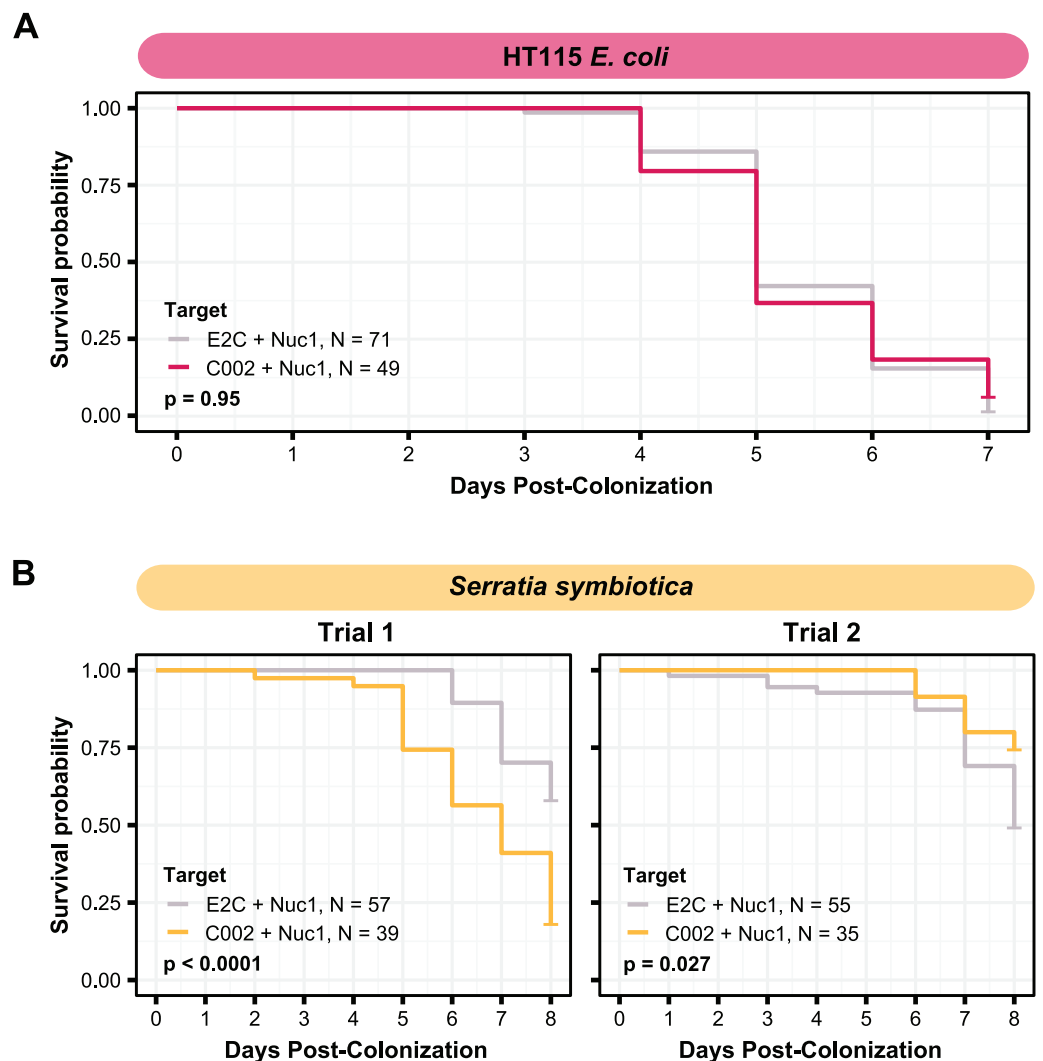 A
HT115 E. coli
Survival probability
1.00
0.75
0.50
0.25
0.00
Target
E2C + Nuc1, N = 71
C002 + Nuc1, N = 49
p = 0.95
0 1 2 3 4 5 6 7
Days Post-Colonization
B
Serratia symbiotica
Trial 1
Trial 2
Survival probability
1.00
0.75
0.50
0.25
0.00
Target
E2C + Nuc1, N = 57
C002 + Nuc1, N = 39
p < 0.0001
0 1 2 3 4 5 6 7 8
Days Post-Colonization
Target
E2C + Nuc1, N = 55
C002 + Nuc1, N = 35
p = 0.027
0 1 2 3 4 5 6 7 8
Days Post-Colonization